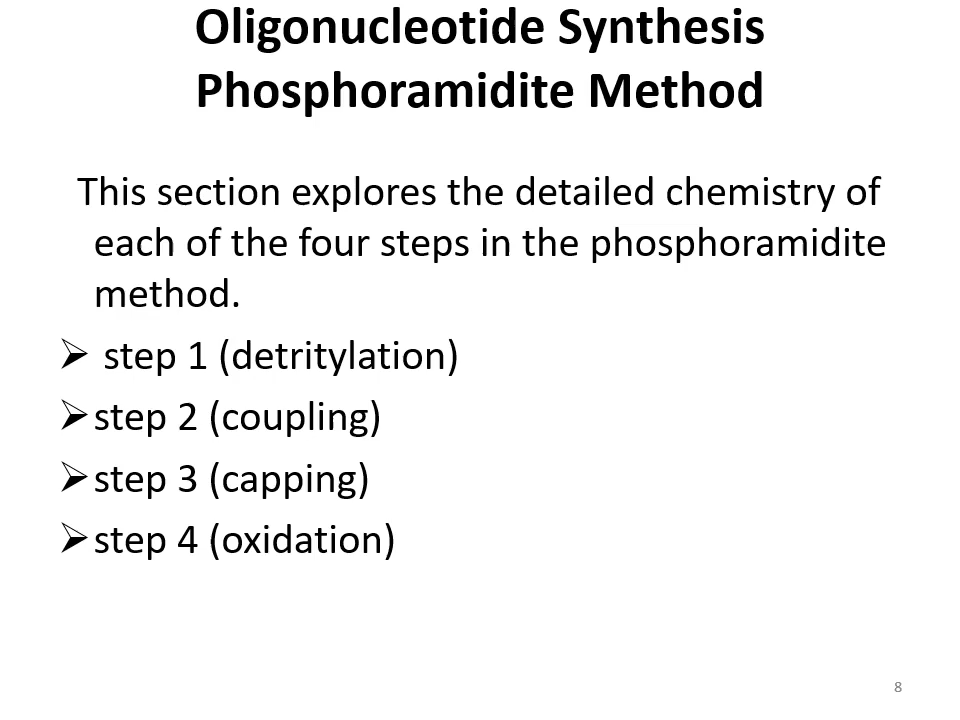 Oligonucleotide Synthesis
Phosphoramidite Method
This section explores the detailed chemistry of
each of the four steps in the phosphoramidite
method.
➢ step 1 (detritylation)
➢ step 2 (coupling)
➢ step 3 (capping)
➢ step 4 (oxidation)
8